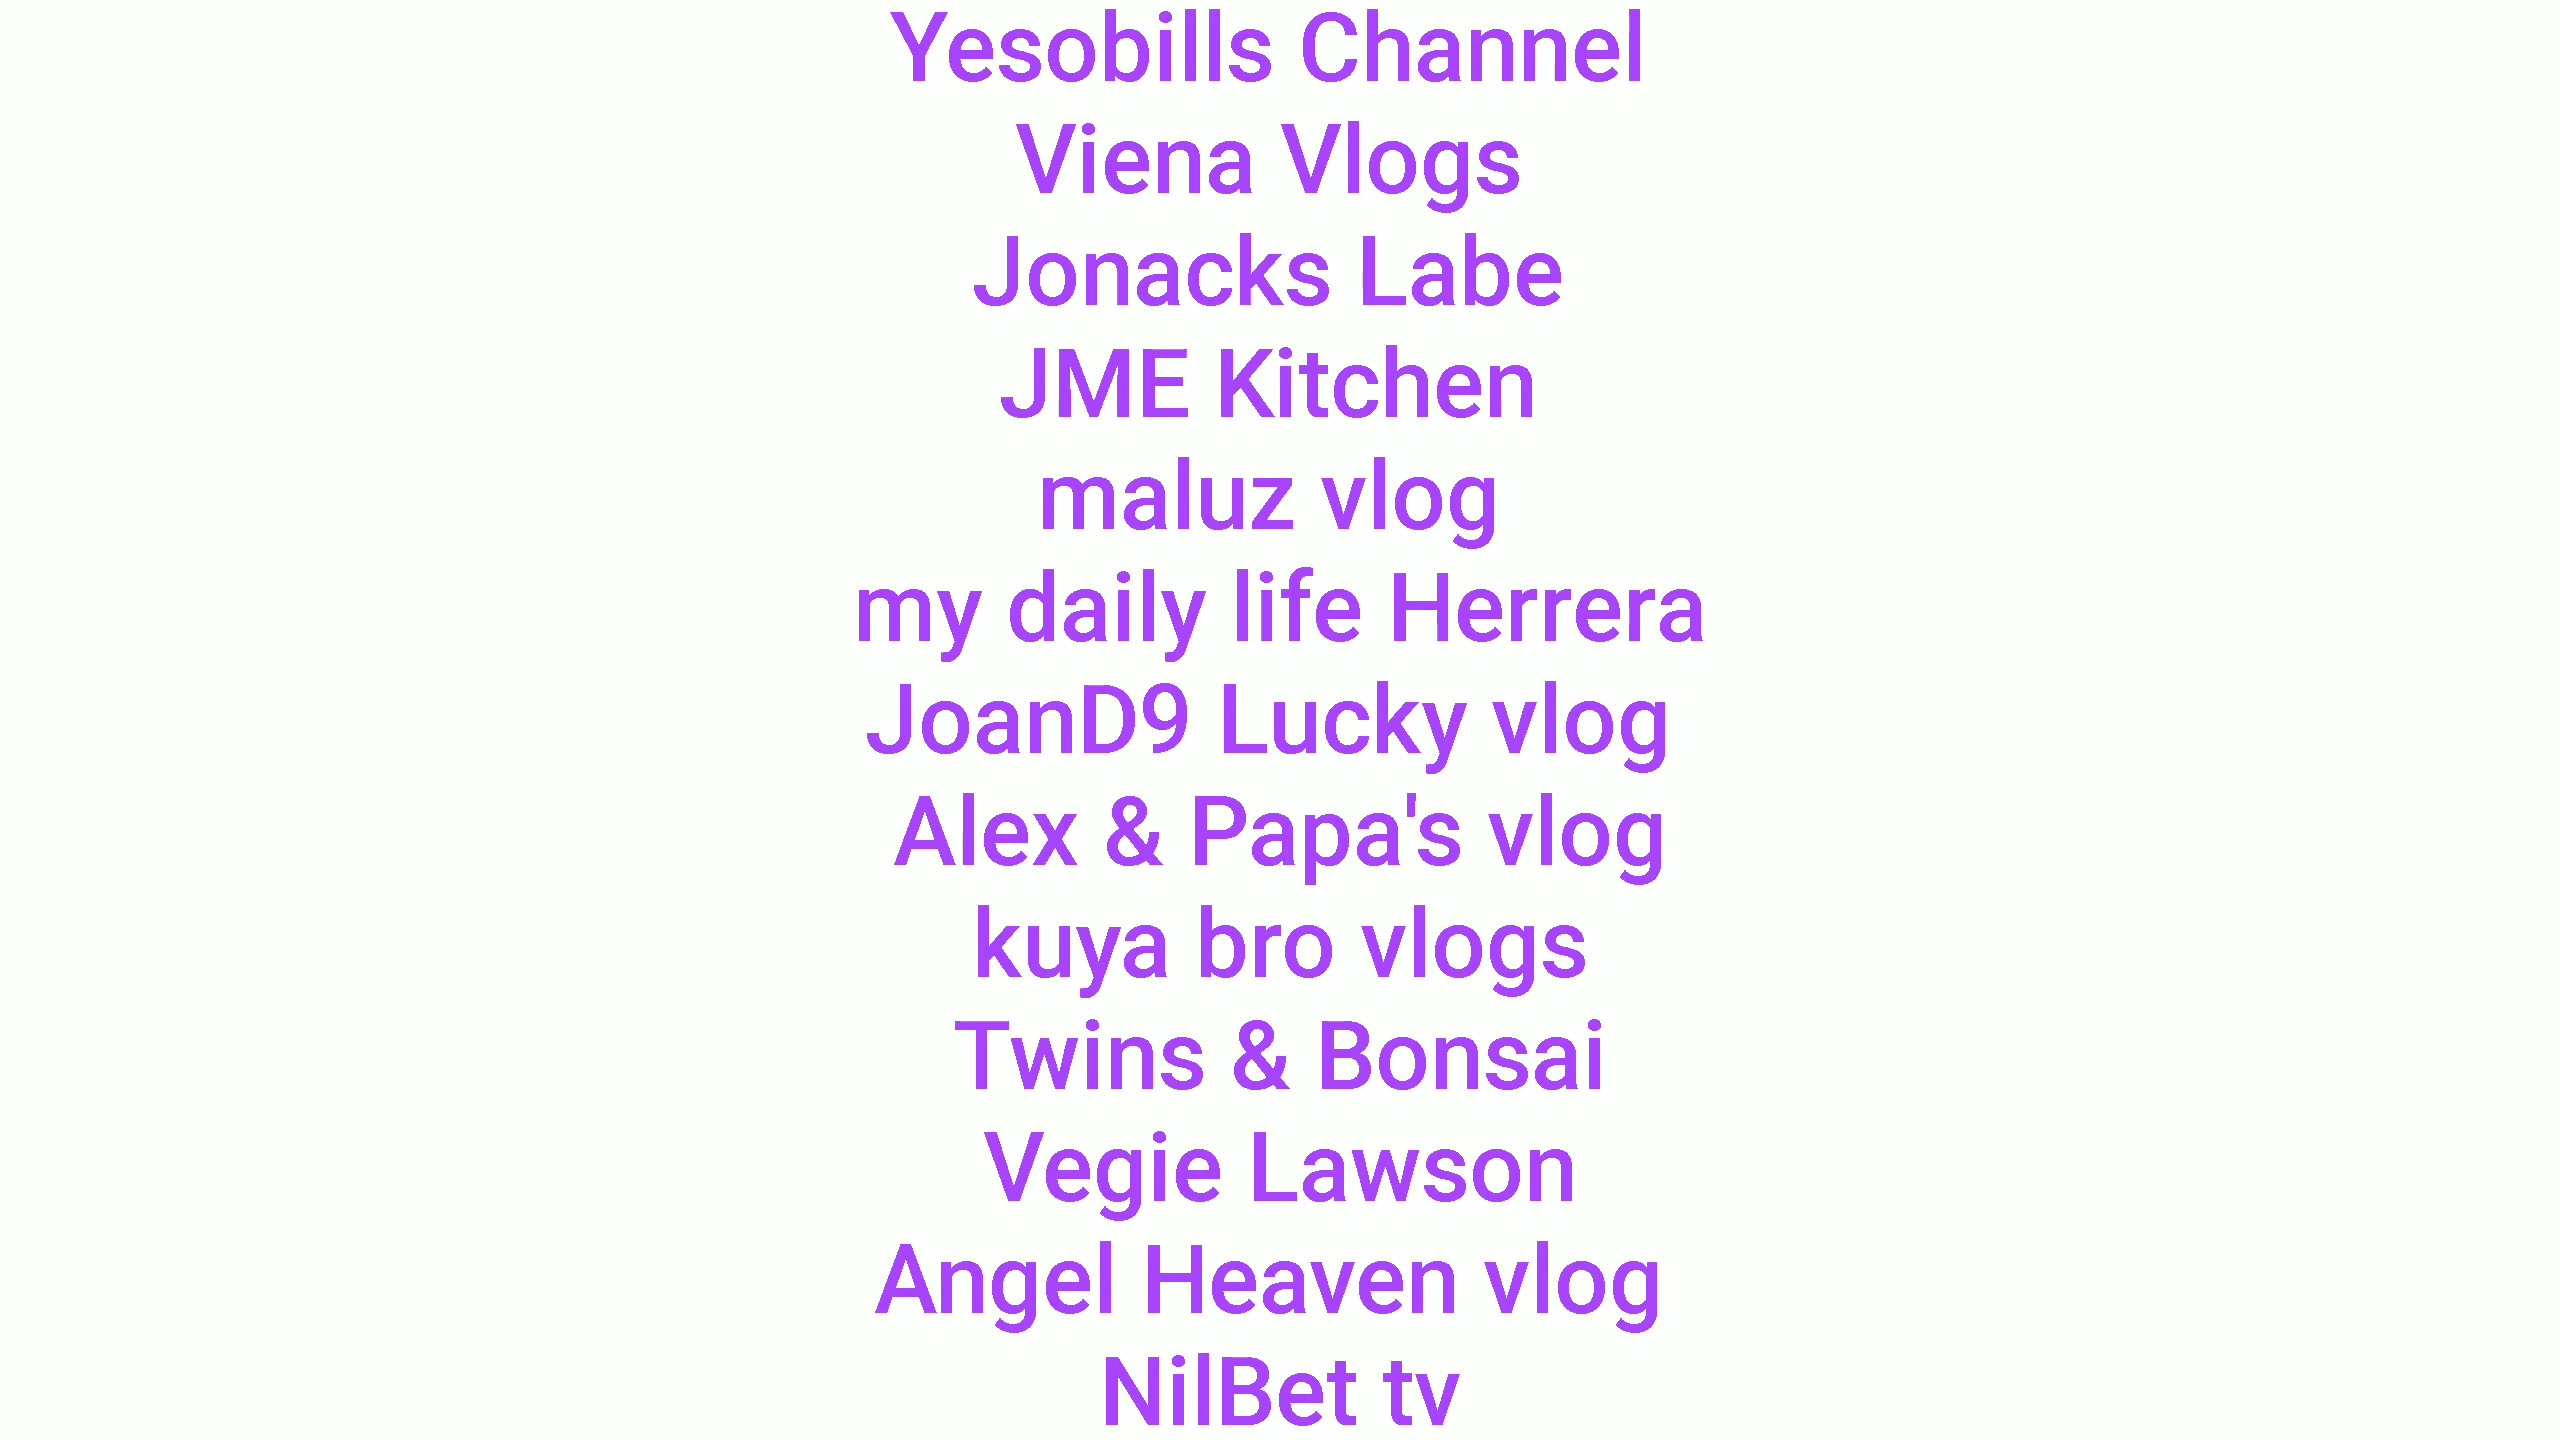 Yesobills Channel
Viena Vlogs
Jonacks Labe
JME Kitchen
maluz vlog
my daily life Herrera
JoanD9 Lucky vlog
Alex & Papa's vlog
kuya bro vlogs
Twins & Bonsai
Vegie Lawson
Angel Heaven vlog
NilBet tv